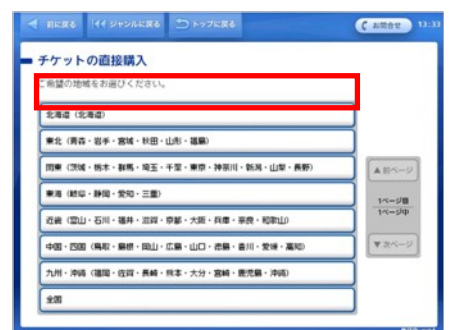 前に戻る ジャンルに戻る トップに戻る お問合せ 13:33
チケットの直接購入
ご希望の地域をお選びください。
北海道（北海道）
東北（青森・岩手・宮城・秋田・山形・福島）
関東（茨城・栃木・群馬・埼玉・千葉・東京・神奈川・新潟・山梨・長野）
東海（岐阜・静岡・愛知・三重）
近畿（富山・石川・福井・滋賀・京都・大阪・兵庫・奈良・和歌山）
中国・四国（鳥取・島根・岡山・広島・山口・徳島・香川・愛媛・高知）
九州・沖縄（福岡・佐賀・長崎・熊本・大分・宮崎・鹿児島・沖縄）
全国
▲前ページ
1ページ目
1ページ中
▼次ページ